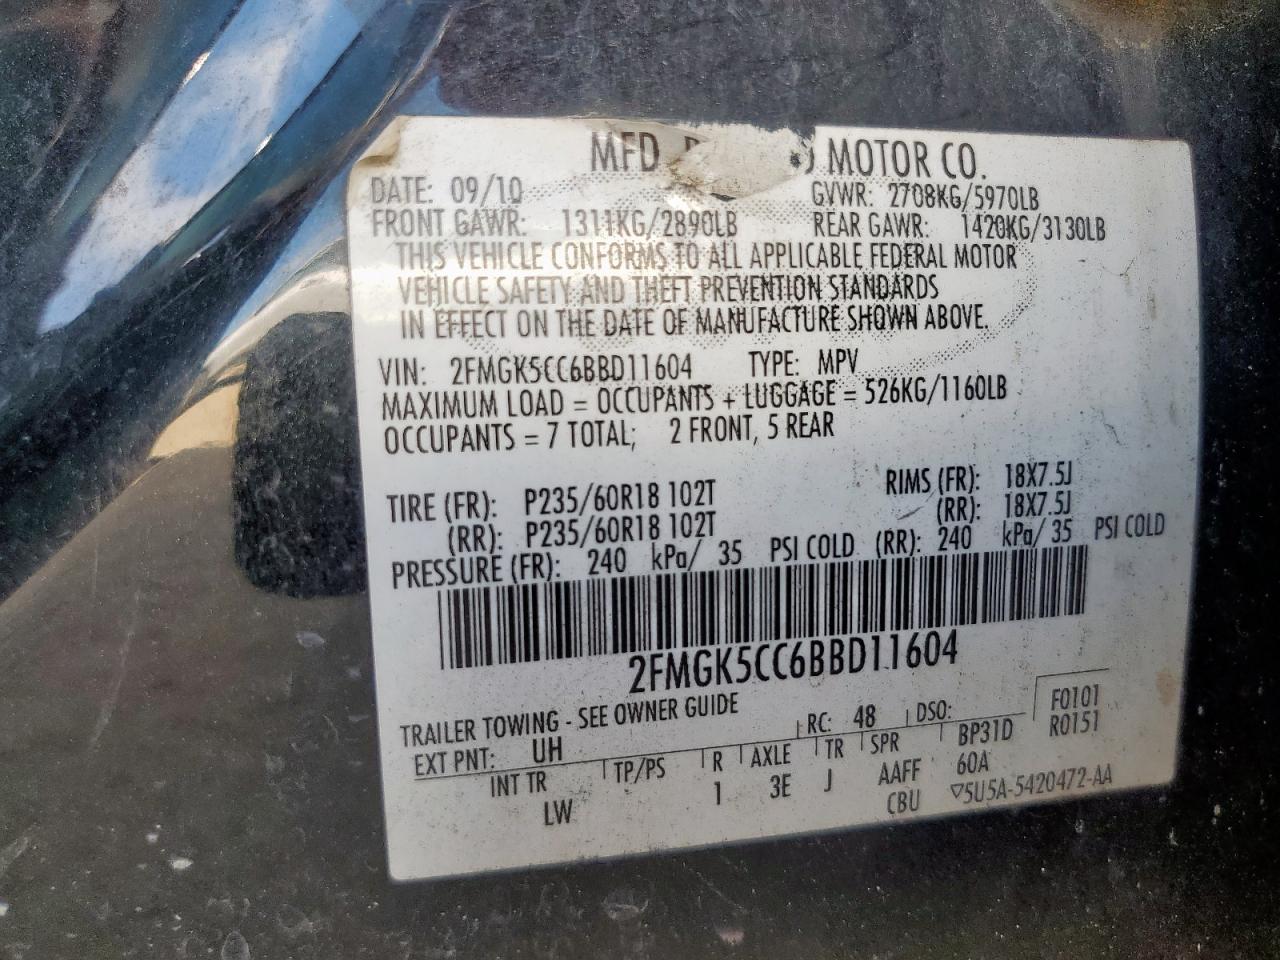 MFD. MOTOR CO.
DATE: 09/10 GVWR: 2708KG/5970LB
FRONT GAWR: 1311KG/2890LB REAR GAWR: 1420KG/3130LB
THIS VEHICLE CONFORMS TO ALL APPLICABLE FEDERAL MOTOR
VEHICLE SAFETY AND THEFT PREVENTION STANDARDS
IN EFFECT ON THE DATE OF MANUFACTURE SHOWN ABOVE.
VIN: 2FMGK5CC6BBD11604 TYPE: MPV
MAXIMUM LOAD = OCCUPANTS + LUGGAGE = 526KG/1160LB
OCCUPANTS = 7 TOTAL; 2 FRONT, 5 REAR
TIRE (FR): P235/60R18 102T RIMS (FR): 18X7.5J
(RR): P235/60R18 102T (RR): 18X7.5J
PRESSURE (FR): 240 kPa/ 35 PSI COLD (RR): 240 kPa/ 35 PSI COLD
2FMGK5CC6BBD11604
TRAILER TOWING - SEE OWNER GUIDE
EXT PNT: UH RC: 48 DSO: F0101
R0151
INT TR TP/PS R AXLE TR SPR BP31D
LW 1 3E J AAFF 60A
CBU ▽5U5A-5420472-AA